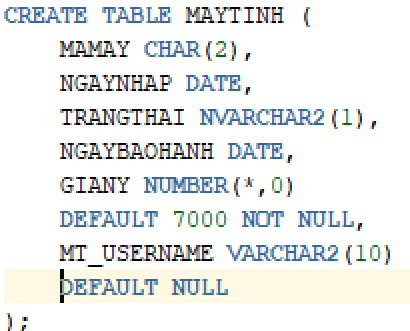 CREATE TABLE MAYTINH (
MAMAY CHAR(2),
NGAYNHAP DATE,
TRANGTHAI NVARCHAR2(1),
NGAYBAOHANH DATE,
GIANY NUMBER(*,0)
DEFAULT 7000 NOT NULL,
MT_USERNAME VARCHAR2(10)
DEFAULT NULL
);